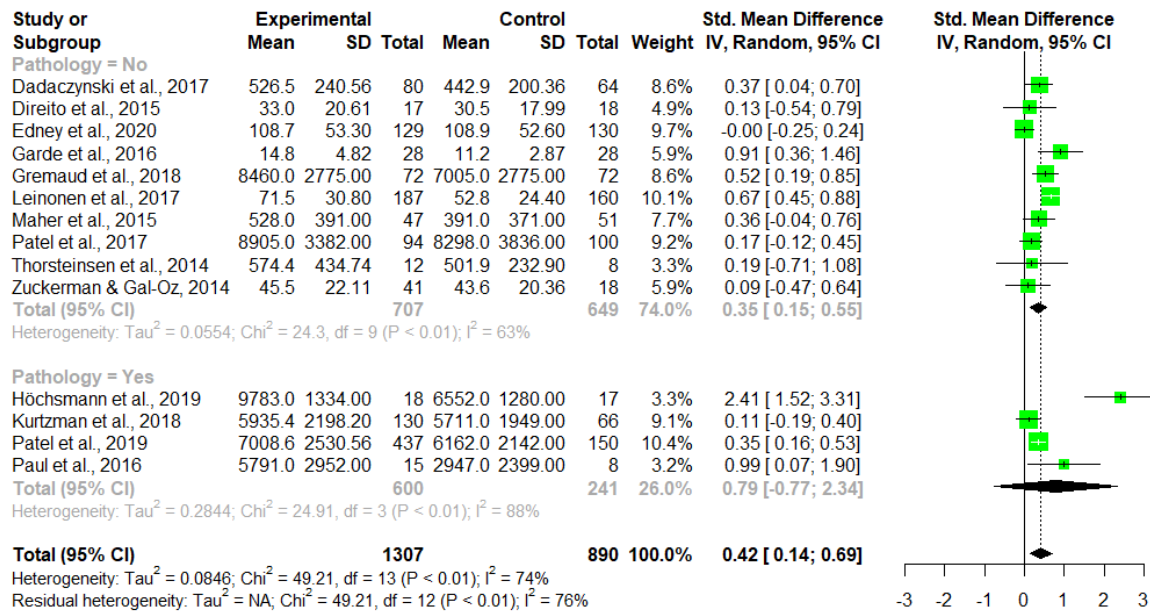 Study or Experimental Control Std. Mean Difference Std. Mean Difference
Subgroup Mean SD Total Mean SD Total Weight IV, Random, 95% CI IV, Random, 95% CI
Pathology = No
Dadaczynski et al., 2017 526.5 240.56 80 442.9 200.36 64 8.6% 0.37 [ 0.04; 0.70]
Direito et al., 2015 33.0 20.61 17 30.5 17.99 18 4.9% 0.13 [-0.54; 0.79]
Edney et al., 2020 108.7 53.30 129 108.9 52.60 130 9.7% -0.00 [-0.25; 0.24]
Garde et al., 2016 14.8 4.82 28 11.2 2.87 28 5.9% 0.91 [ 0.36; 1.46]
Gremaud et al., 2018 8460.0 2775.00 72 7005.0 2775.00 72 8.6% 0.52 [ 0.19; 0.85]
Leinonen et al., 2017 71.5 30.80 187 52.8 24.40 160 10.1% 0.67 [ 0.45; 0.88]
Maher et al., 2015 528.0 391.00 47 391.0 371.00 51 7.7% 0.36 [-0.04; 0.76]
Patel et al., 2017 8905.0 3382.00 94 8298.0 3836.00 100 9.2% 0.17 [-0.12; 0.45]
Thorsteinsen et al., 2014 574.4 434.74 12 501.9 232.90 8 3.3% 0.19 [-0.71; 1.08]
Zuckerman & Gal-Oz, 2014 45.5 22.11 41 43.6 20.36 18 5.9% 0.09 [-0.47; 0.64]
Total (95% CI) 707 649 74.0% 0.35 [ 0.15; 0.55]
Heterogeneity: Tau² = 0.0554; Chi² = 24.3, df = 9 (P < 0.01); I² = 63%
Pathology = Yes
Höchsmann et al., 2019 9783.0 1334.00 18 6552.0 1280.00 17 3.3% 2.41 [ 1.52; 3.31]
Kurtzman et al., 2018 5935.4 2198.20 130 5711.0 1949.00 66 9.1% 0.11 [-0.19; 0.40]
Patel et al., 2019 7008.6 2530.56 437 6162.0 2142.00 150 10.4% 0.35 [ 0.16; 0.53]
Paul et al., 2016 5791.0 2952.00 15 2947.0 2399.00 8 3.2% 0.99 [ 0.07; 1.90]
Total (95% CI) 600 241 26.0% 0.79 [-0.77; 2.34]
Heterogeneity: Tau² = 0.2844; Chi² = 24.91, df = 3 (P < 0.01); I² = 88%
Total (95% CI) 1307 890 100.0% 0.42 [ 0.14; 0.69]
Heterogeneity: Tau² = 0.0846; Chi² = 49.21, df = 13 (P < 0.01); I² = 74%
Residual heterogeneity: Tau² = NA; Chi² = 49.21, df = 12 (P < 0.01); I² = 76%
-3 -2 -1 0 1 2 3